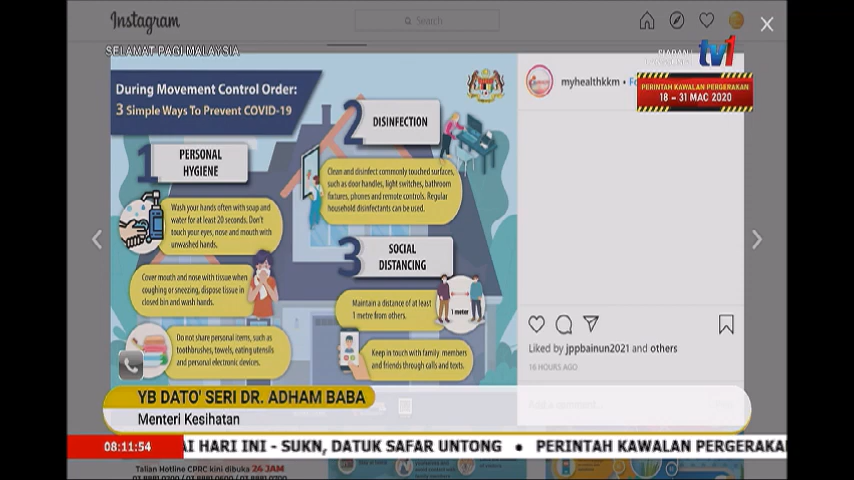 Instagram
Search
SELAMAT PAGI MALAYSIA
tv1
PERINTAH KAWALAN PERGERAKAN
18 – 31 MAC 2020
myhealthkkm •
During Movement Control Order:
3 Simple Ways To Prevent COVID-19
1
PERSONAL
HYGIENE
Wash your hands often with soap and
water for at least 20 seconds. Don't
touch your eyes, nose and mouth with
unwashed hands.
Cover mouth and nose with tissue when
coughing or sneezing, dispose tissue in
closed bin and wash hands.
Do not share personal items, such as
toothbrushes, towels, eating utensils
and personal electronic devices.
2
DISINFECTION
Clean and disinfect commonly touched surfaces,
such as door handles, light switches, bathroom
fixtures, phones and remote controls. Regular
household disinfectants can be used.
3
SOCIAL
DISTANCING
Maintain a distance of at least
1 metre from others.
1 meter
Keep in touch with family members
and friends through calls and texts.
Liked by jppbainun2021 and others
16 HOURS AGO
Add a comment...
YB DATO' SERI DR. ADHAM BABA
Menteri Kesihatan
08:11:54
AI HARI INI - SUKN, DATUK SAFAR UNTONG • PERINTAH KAWALAN PERGERAKA
Talian Hotline CPRC kini dibuka 24 JAM